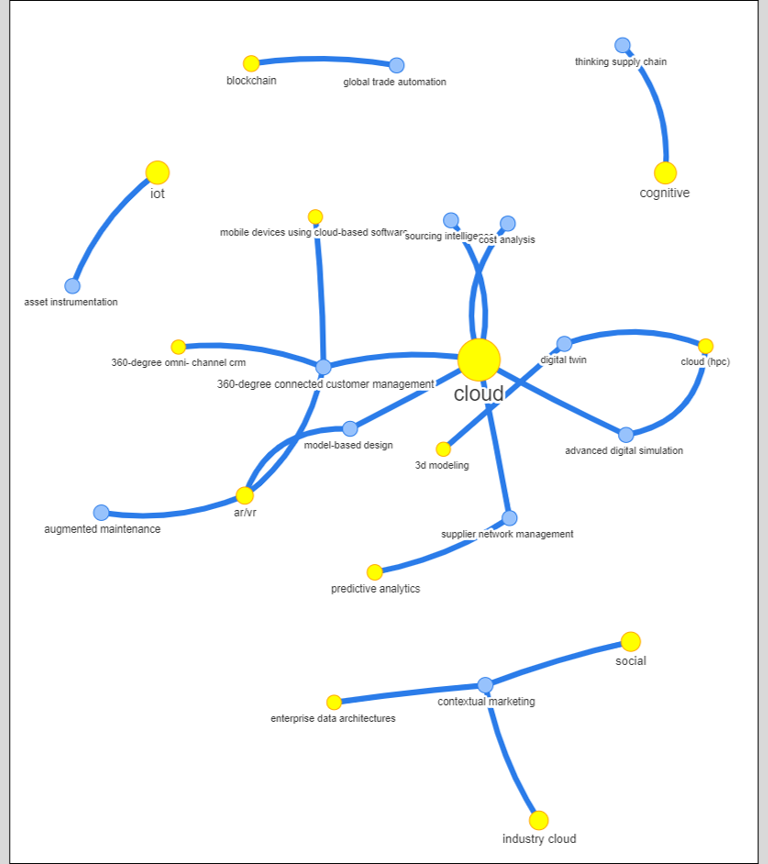 thinking supply chain
blockchain
global trade automation
iot
cognitive
mobile devices using cloud-based software
sourcing intelligence
cost analysis
asset instrumentation
360-degree omni- channel crm
digital twin
cloud (hpc)
360-degree connected customer management
cloud
model-based design
advanced digital simulation
3d modeling
ar/vr
augmented maintenance
supplier network management
predictive analytics
social
contextual marketing
enterprise data architectures
industry cloud